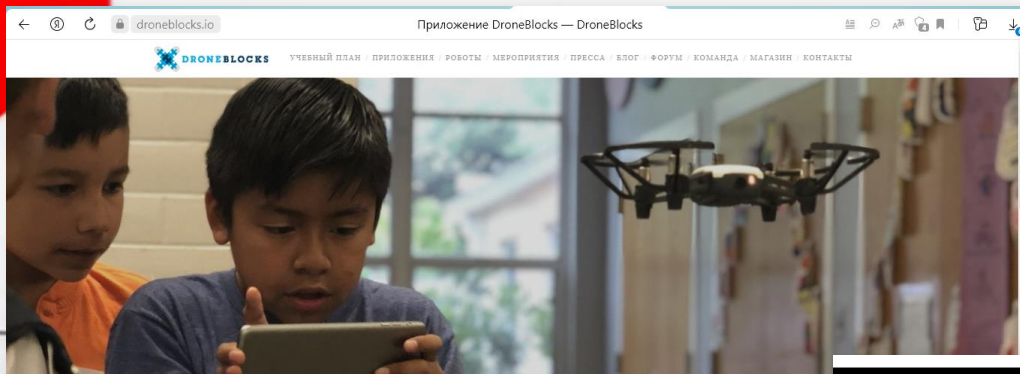 droneblocks.io
Приложение DroneBlocks — DroneBlocks
DRONEBLOCKS
УЧЕБНЫЙ ПЛАН / ПРИЛОЖЕНИЯ / РОБОТЫ / МЕРОПРИЯТИЯ / ПРЕССА / БЛОГ / ФОРУМ / КОМАНДА / МАГАЗИН / КОНТАКТЫ